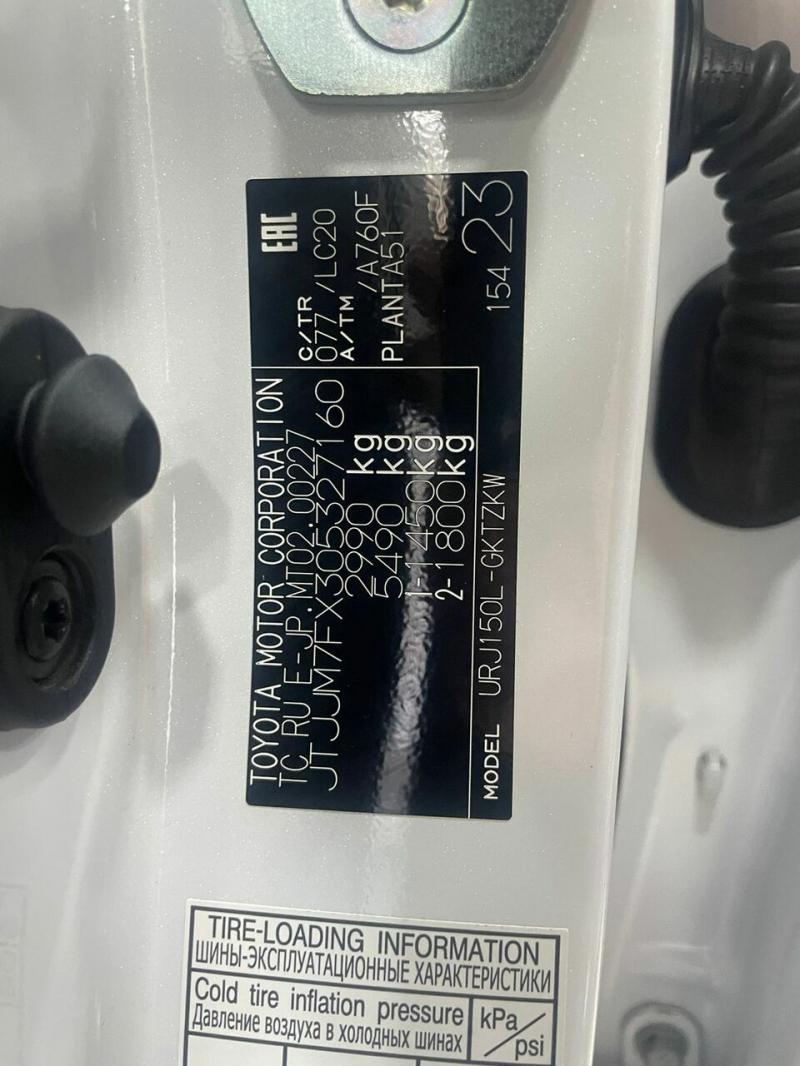 TOYOTA MOTOR CORPORATION
TC RU E-JP.MT02.00227
JTJJM7FX305327160
2990 kg
5490 kg
1-1450kg
2-1800kg
MODEL URJ150L-GKTZKW
EAC
C/TR
077 /LC20
A/TM /A760F
PLANTA51
154 23
TIRE-LOADING INFORMATION
ШИНЫ-ЭКСПЛУАТАЦИОННЫЕ ХАРАКТЕРИСТИКИ
Cold tire inflation pressure
Давление воздуха в холодных шинах
kPa/psi